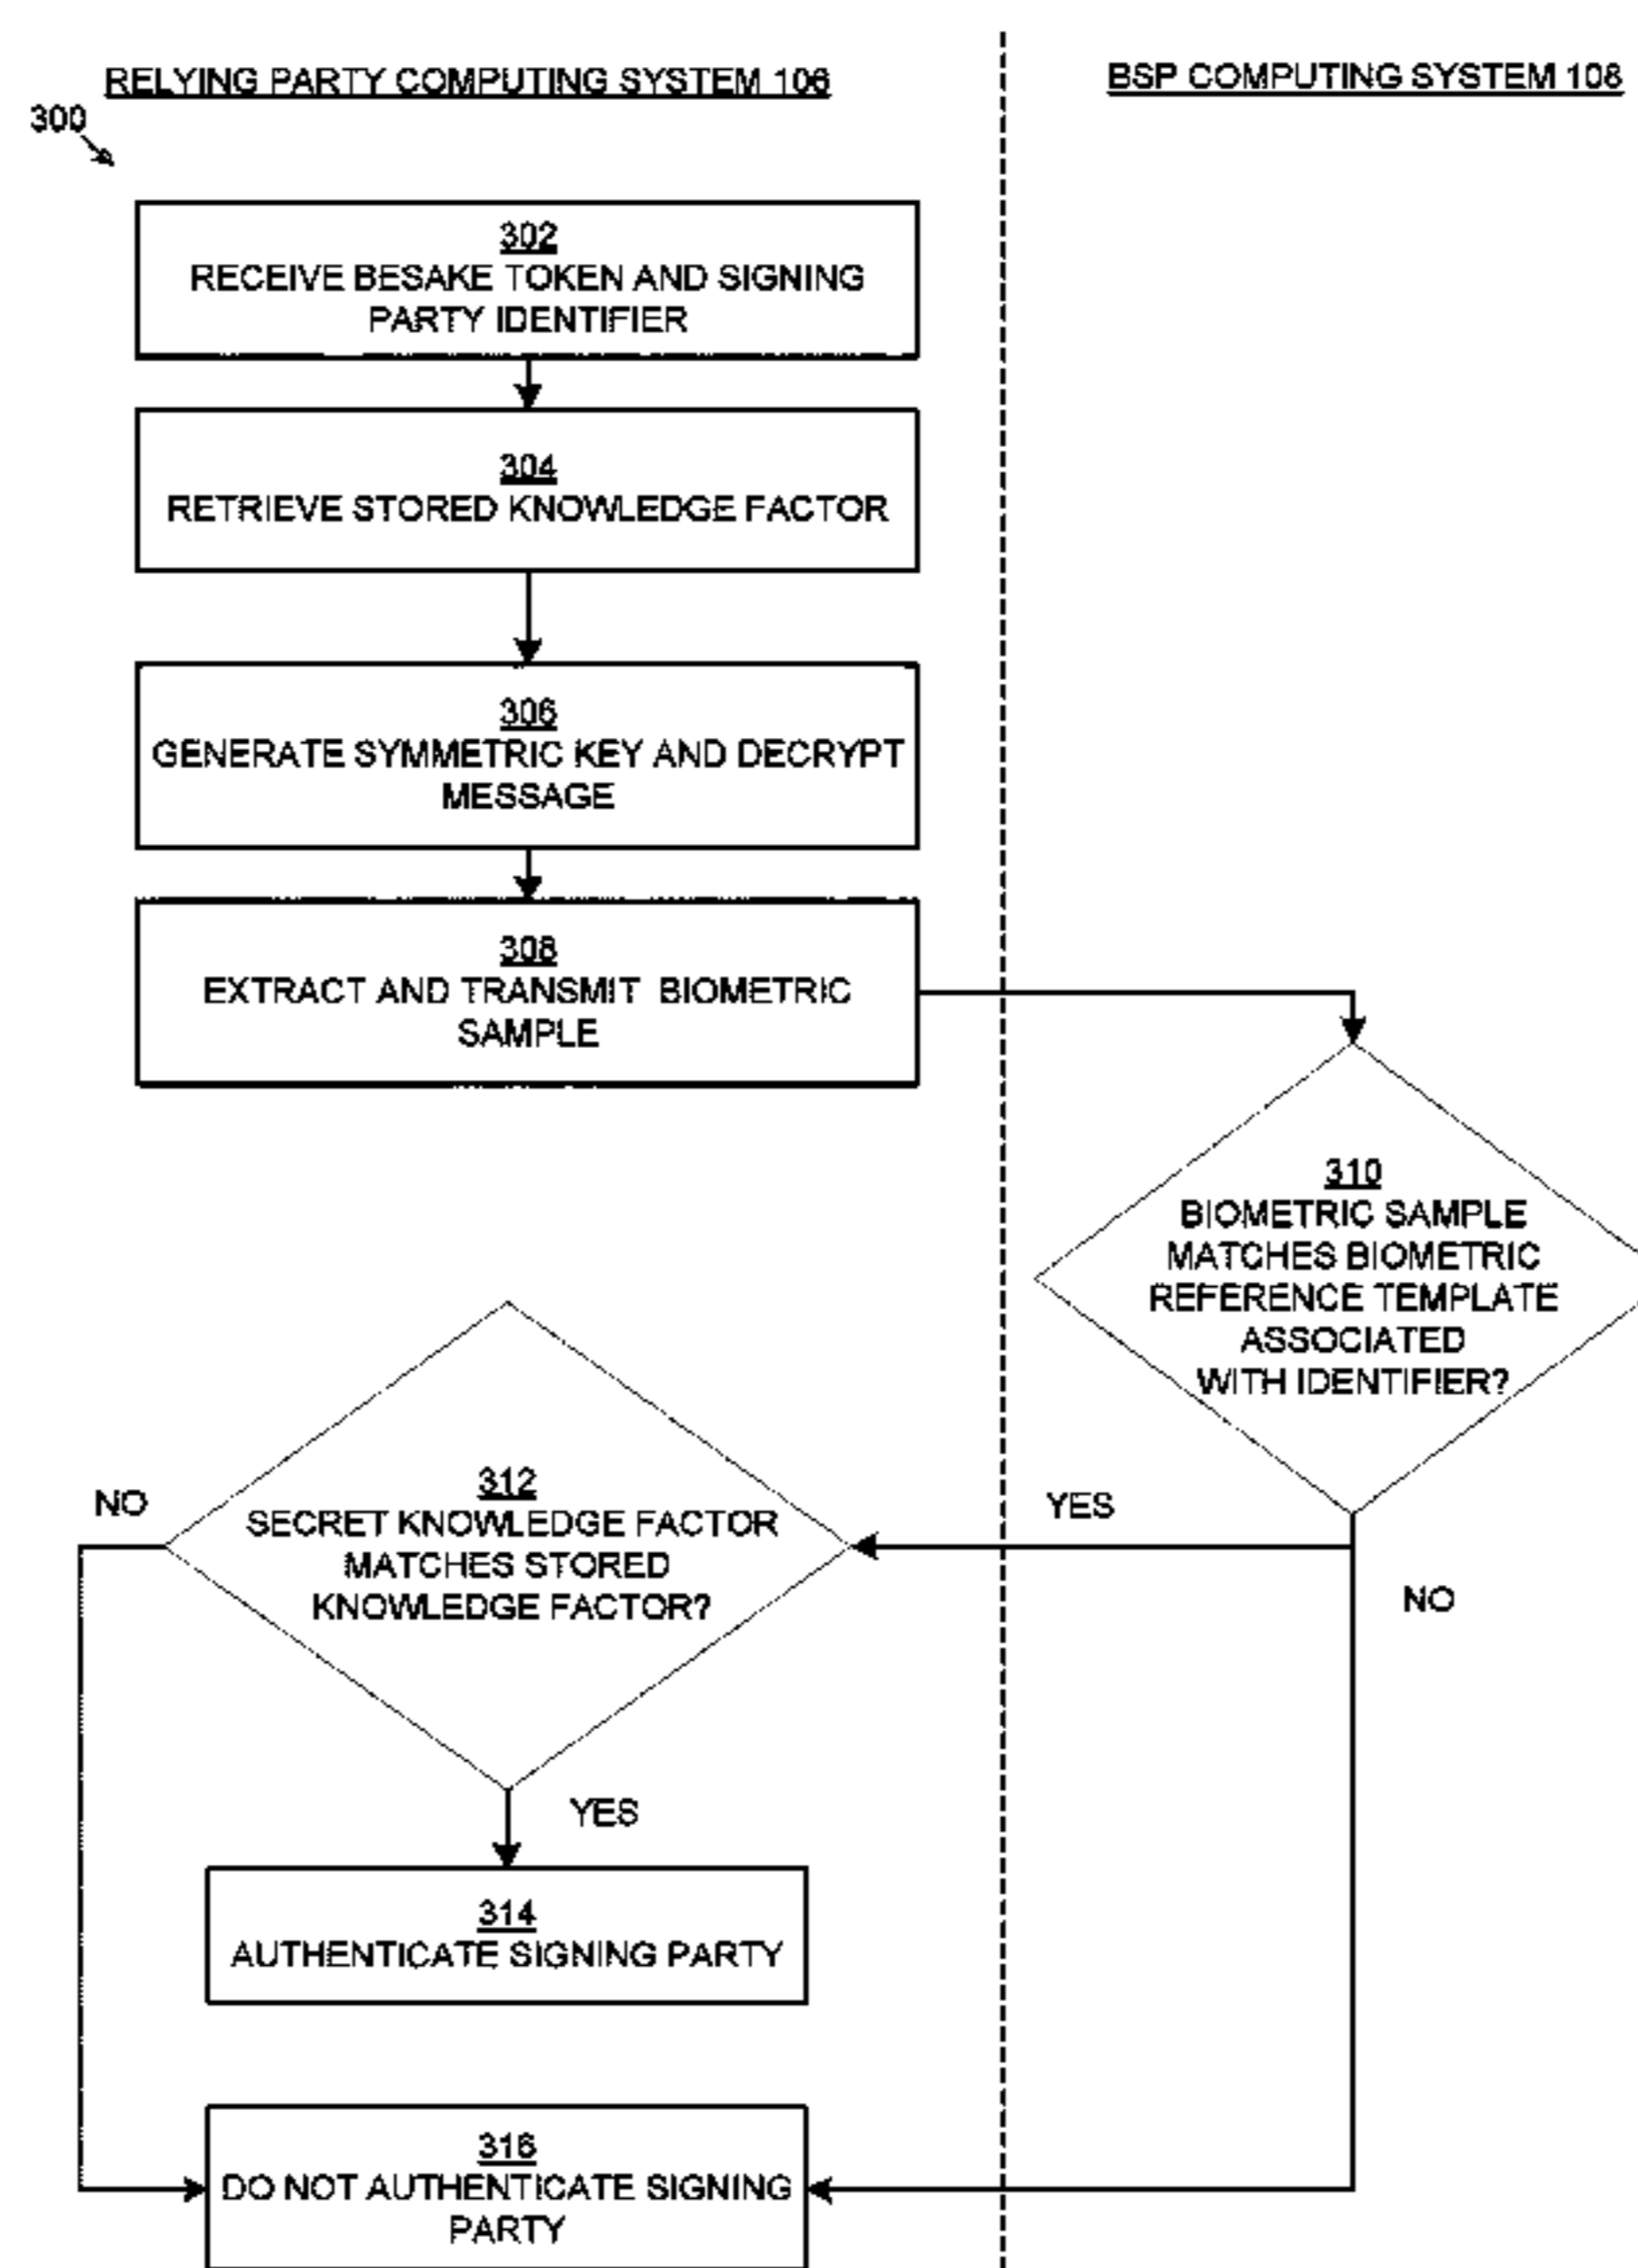 RELYING PARTY COMPUTING SYSTEM 106
BSP COMPUTING SYSTEM 108
300
302
RECEIVE BESAKE TOKEN AND SIGNING
PARTY IDENTIFIER
304
RETRIEVE STORED KNOWLEDGE FACTOR
306
GENERATE SYMMETRIC KEY AND DECRYPT
MESSAGE
308
EXTRACT AND TRANSMIT BIOMETRIC
SAMPLE
310
BIOMETRIC SAMPLE
MATCHES BIOMETRIC
REFERENCE TEMPLATE
ASSOCIATED
WITH IDENTIFIER?
312
SECRET KNOWLEDGE FACTOR
MATCHES STORED
KNOWLEDGE FACTOR?
NO
YES
NO
YES
314
AUTHENTICATE SIGNING PARTY
316
DO NOT AUTHENTICATE SIGNING
PARTY